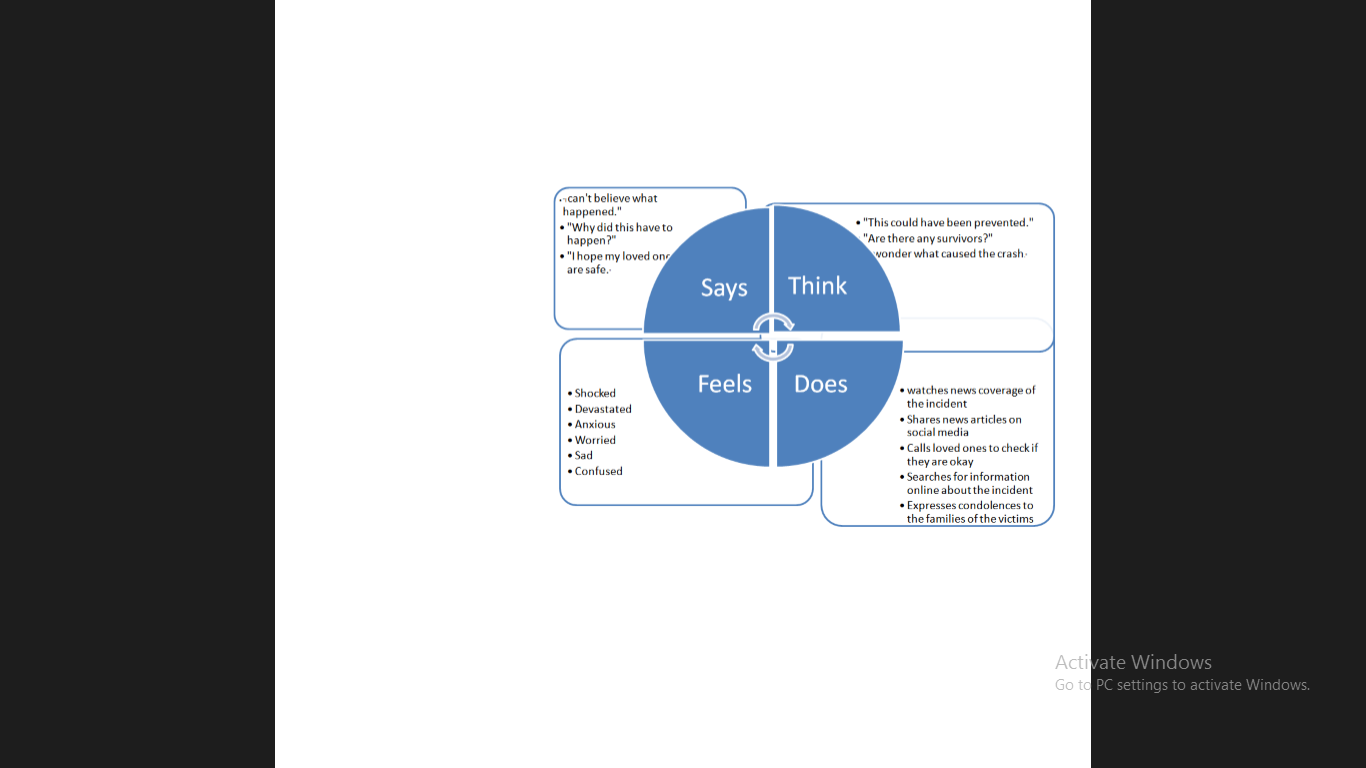 can't believe what
happened."
• "Why did this have to
happen?"
• "I hope my loved
are safe.
• "This could have been prevented."
"Are there any survivors?"
wonder what caused the crash
Says
Think
Feels
Does
• Shocked
• Devastated
• Anxious
• Worried
• Sad
• Confused
• watches news coverage of
the incident
• Shares news articles on
social media
• Calls loved ones to check if
they are okay
• Searches for information
online about the incident
• Expresses condolences to
the families of the victims
Activate Windows
Go to PC settings to activate Windows.